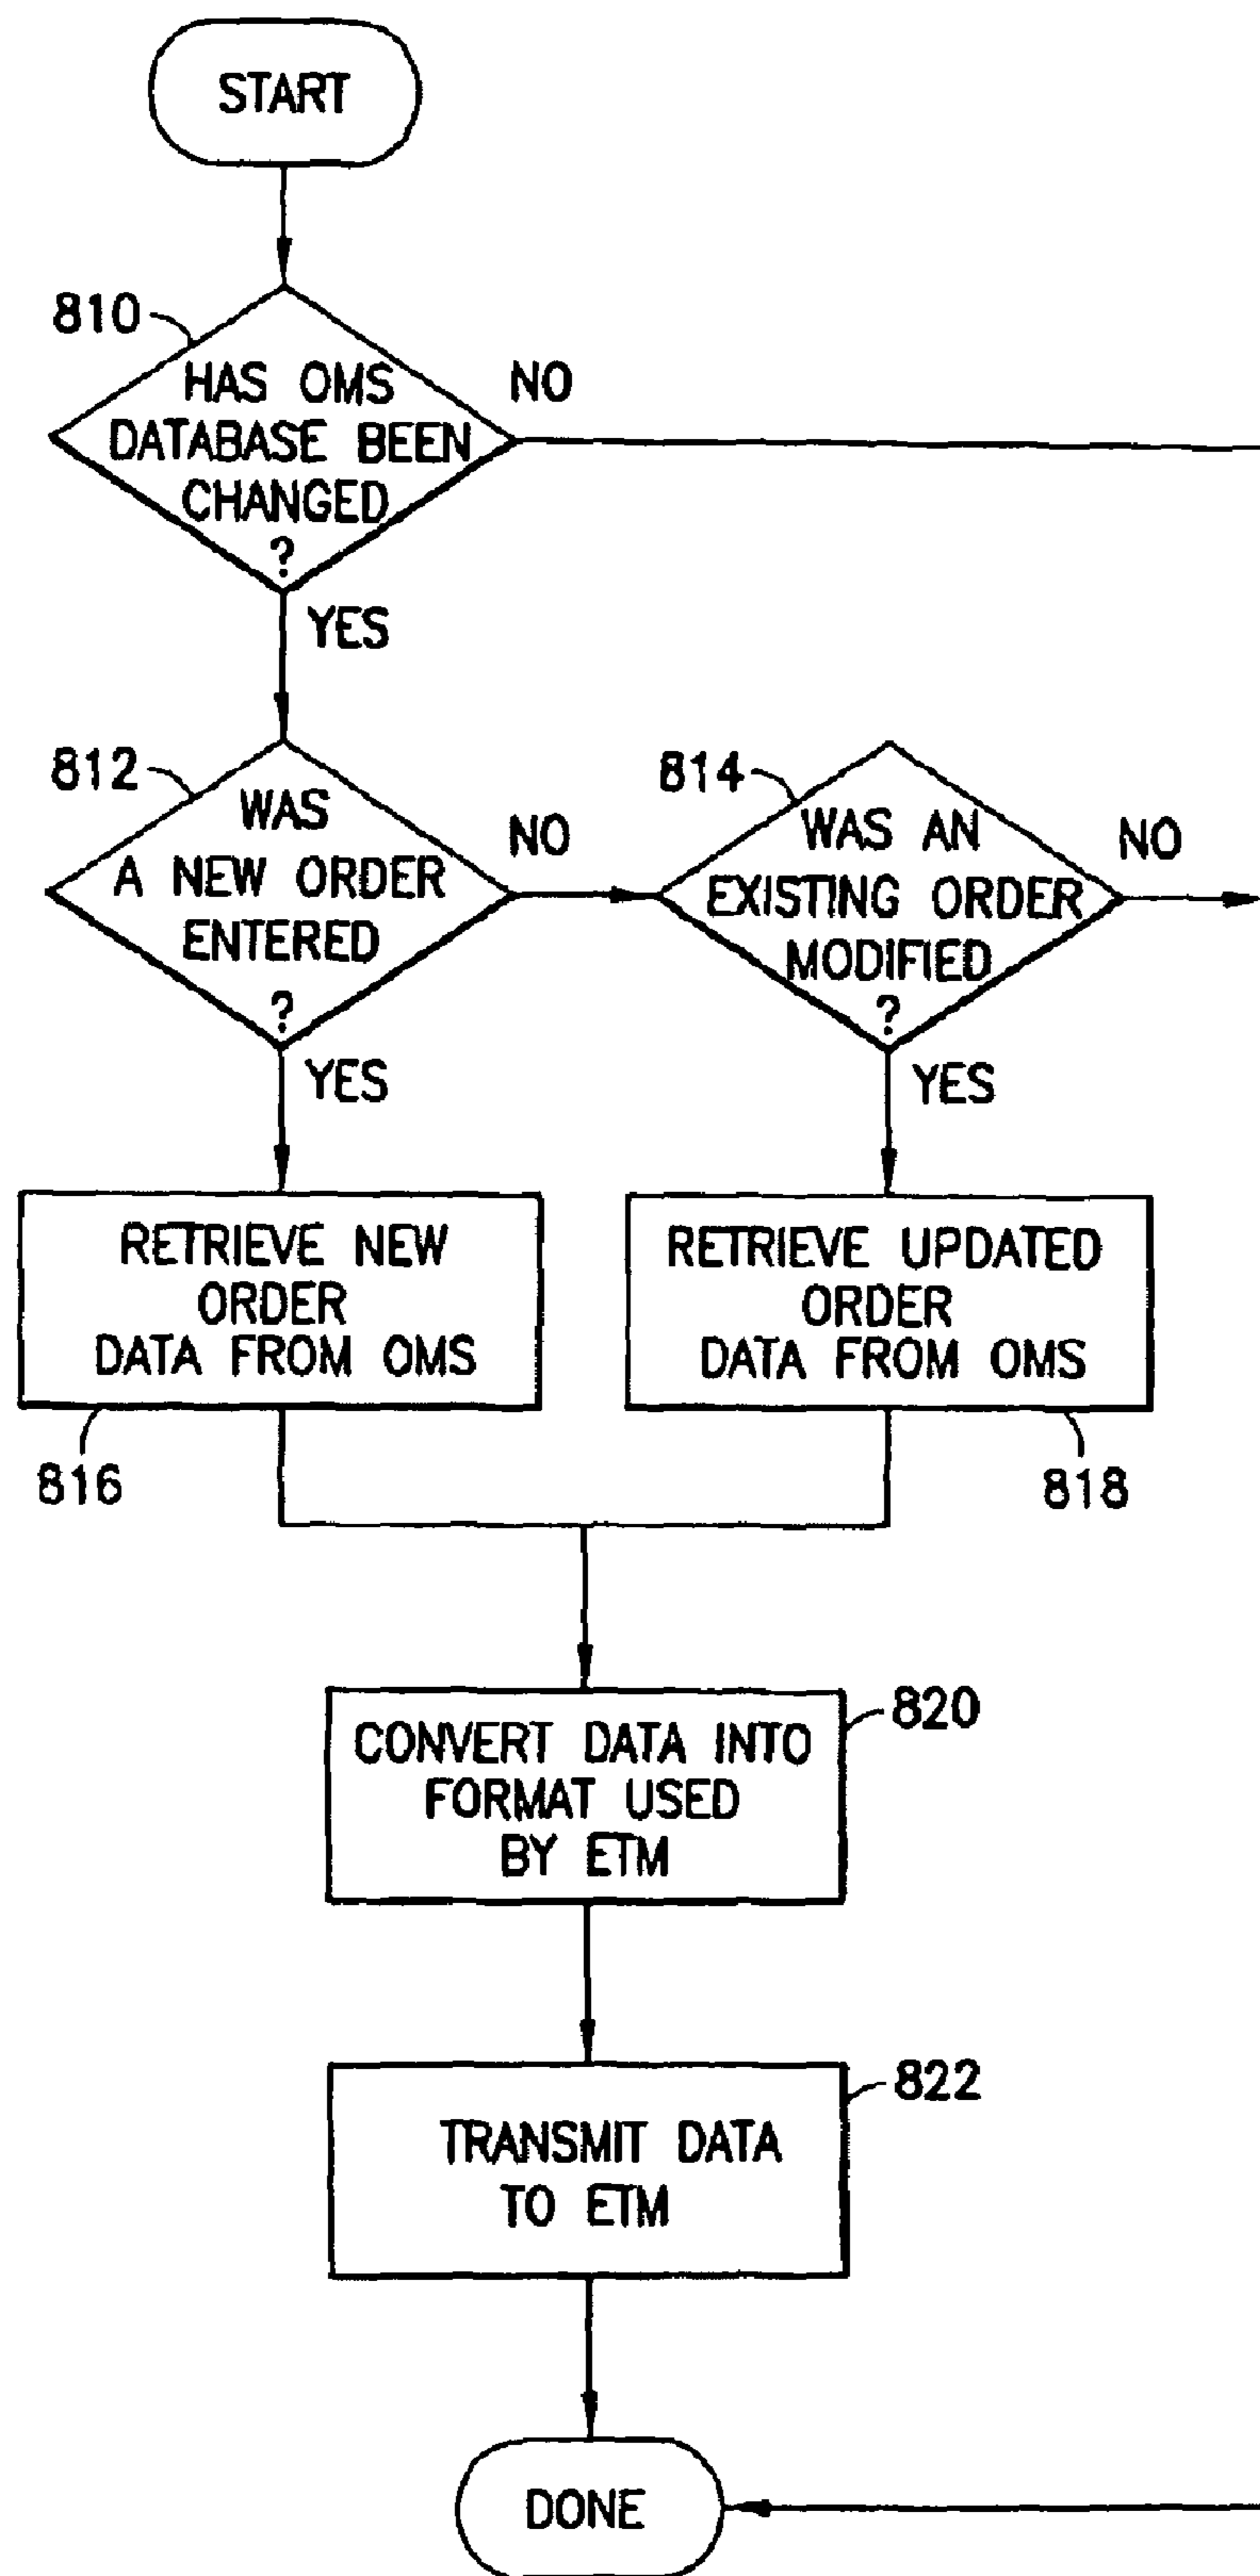 START
810
HAS OMS
DATABASE BEEN
CHANGED
?
NO
YES
812
WAS
A NEW ORDER
ENTERED
?
NO
YES
814
WAS AN
EXISTING ORDER
MODIFIED
?
NO
YES
RETRIEVE NEW
ORDER
DATA FROM OMS
816
RETRIEVE UPDATED
ORDER
DATA FROM OMS
818
CONVERT DATA INTO
FORMAT USED
BY ETM
820
TRANSMIT DATA
TO ETM
822
DONE